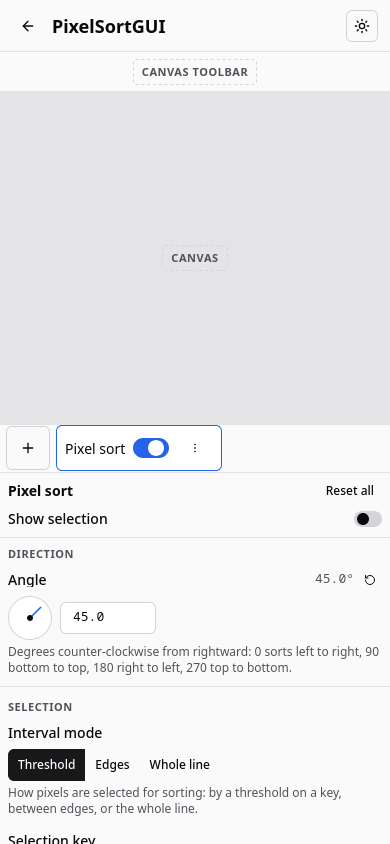 PixelSortGUI
CANVAS TOOLBAR
CANVAS
Pixel sort
Pixel sort
Reset all
Show selection
DIRECTION
Angle
45.0°
45.0
Degrees counter-clockwise from rightward: 0 sorts left to right, 90
bottom to top, 180 right to left, 270 top to bottom.
SELECTION
Interval mode
Threshold
Edges
Whole line
How pixels are selected for sorting: by a threshold on a key,
between edges, or the whole line.
Selection key